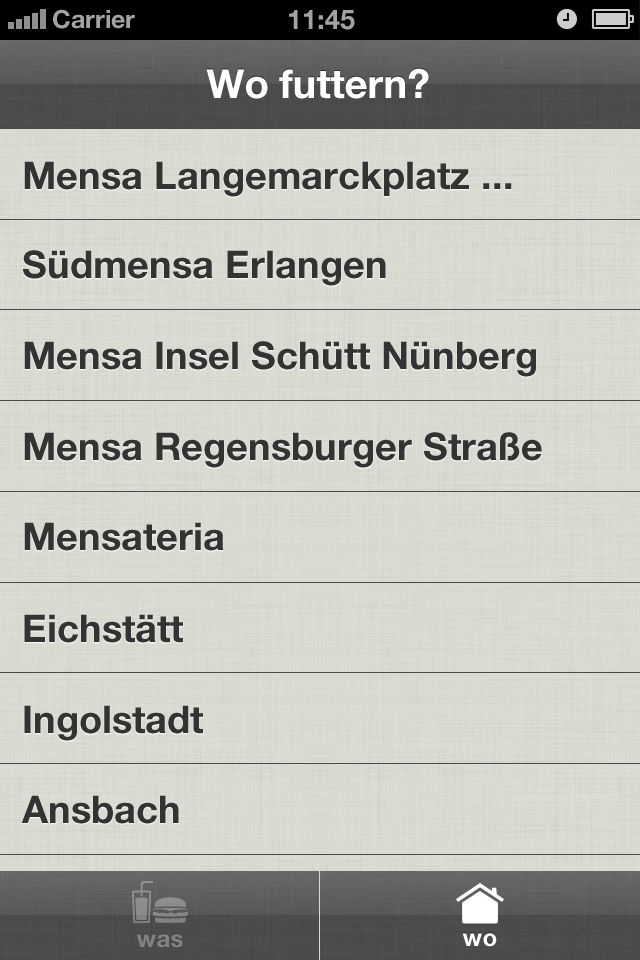 Carrier 11:45
Wo futtern?
Mensa Langemarckplatz ...
Südmensa Erlangen
Mensa Insel Schütt Nünberg
Mensa Regensburger Straße
Mensateria
Eichstätt
Ingolstadt
Ansbach
was wo